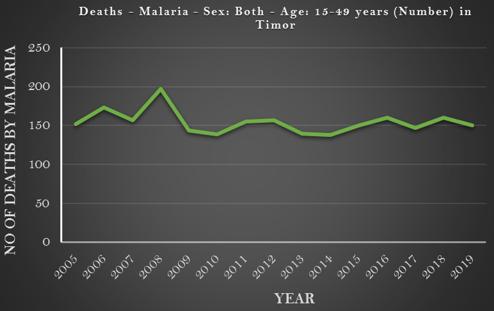 Deaths - Malaria - Sex: Both - Age: 15-49 years (Number) in
Timor
NO OF DEATHS BY MALARIA
250
200
150
100
50
0
2005 2006 2007 2008 2009 2010 2011 2012 2013 2014 2015 2016 2017 2018 2019
YEAR